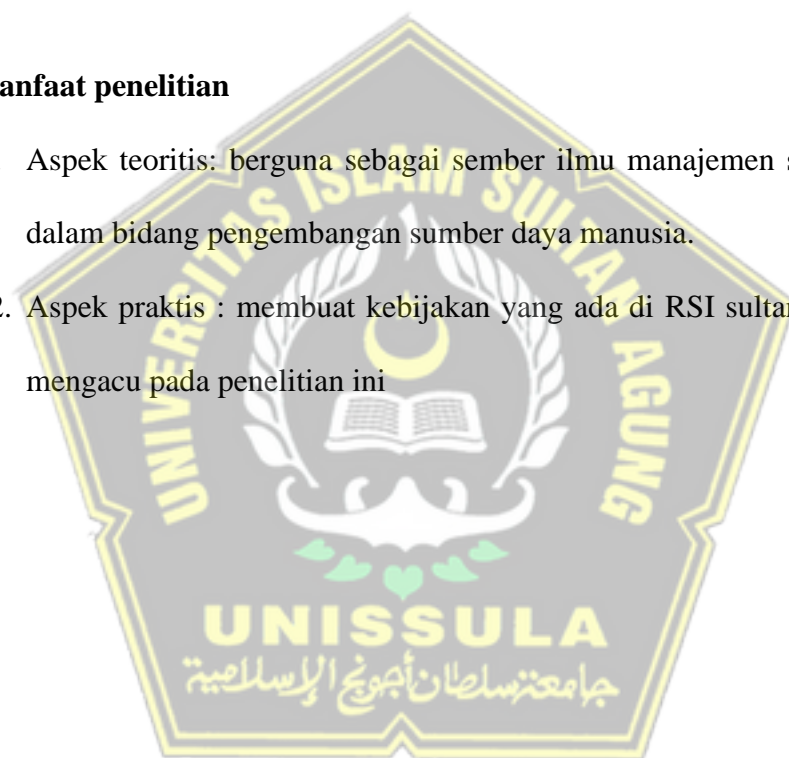 anfaat penelitian
Aspek teoritis: berguna sebagai sember ilmu manajemen s
dalam bidang pengembangan sumber daya manusia.
2. Aspek praktis : membuat kebijakan yang ada di RSI sultan
mengacu pada penelitian ini
UNIVERSITAS ISLAM SULTAN AGUNG
UNISSULA
جامعة سلطان أجونج الإسلامية